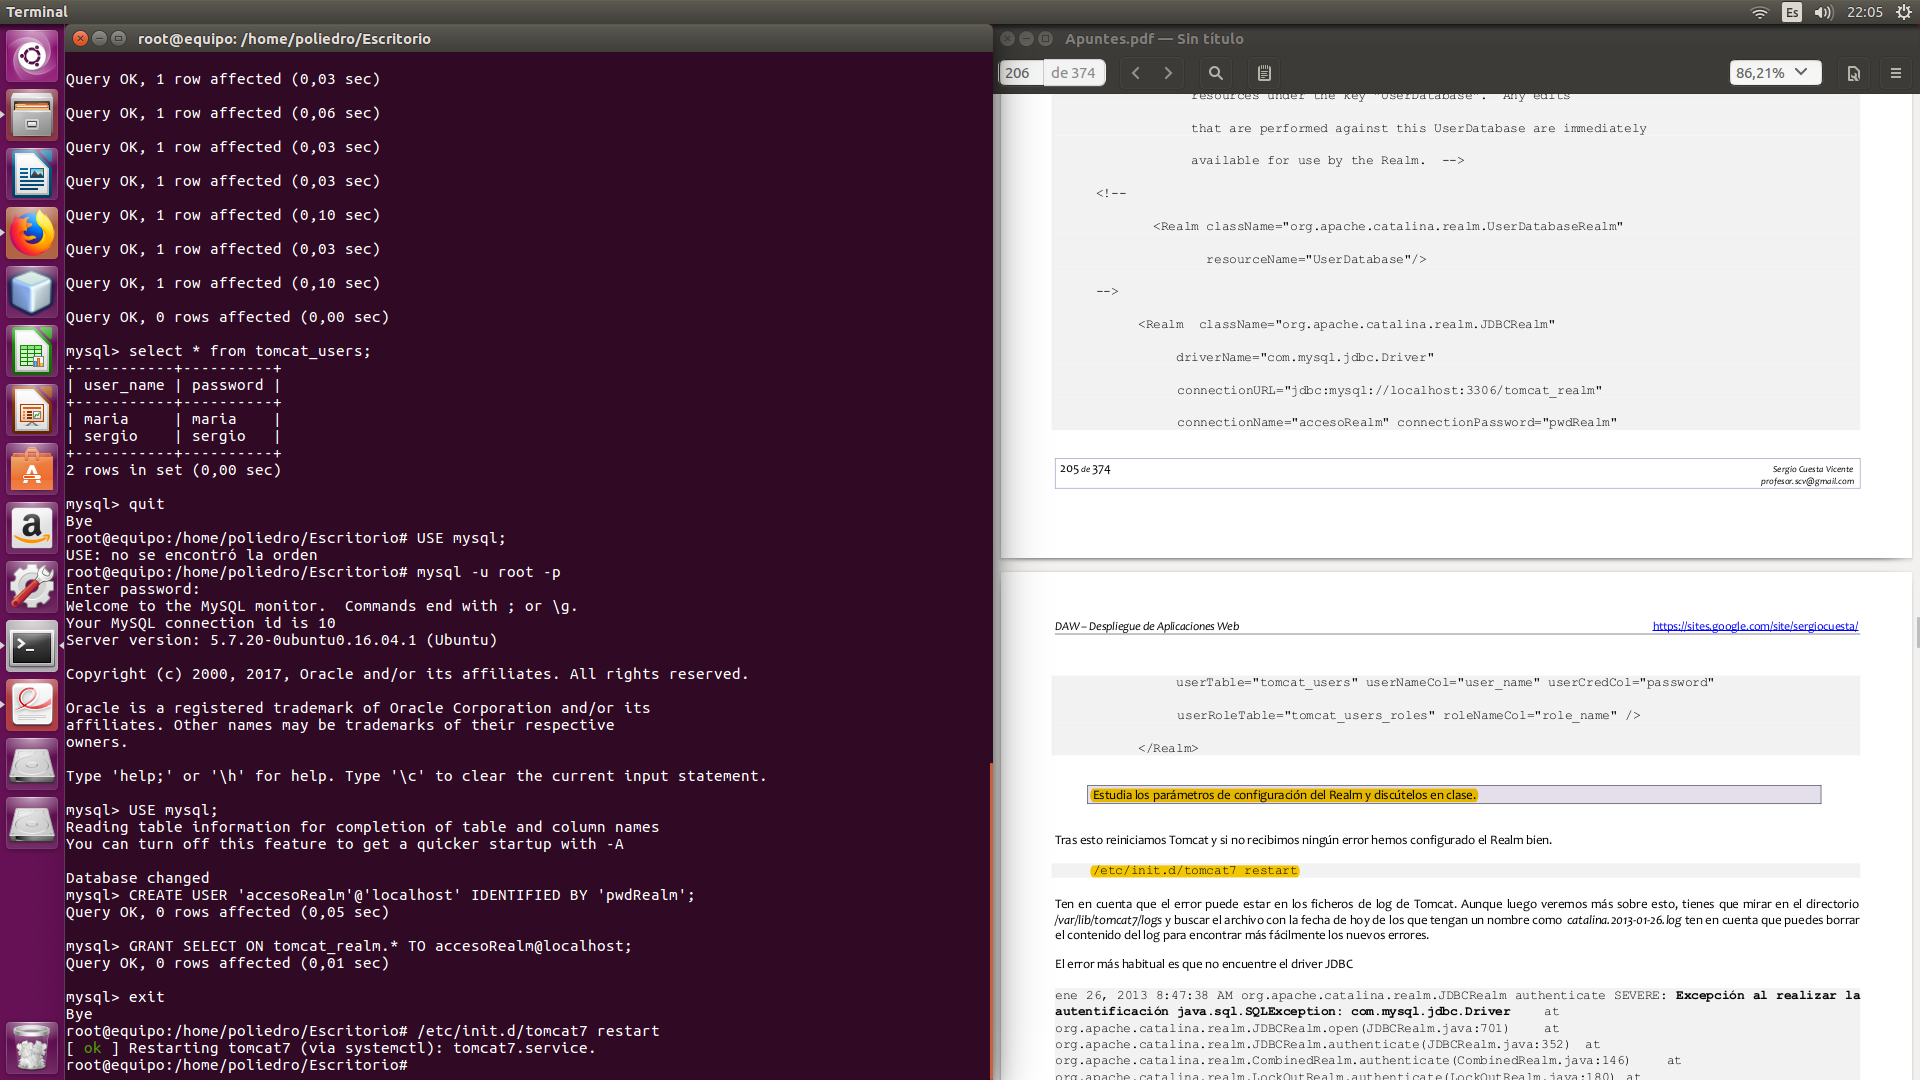 Terminal
Es
22:05
root@equipo: /home/poliedro/Escritorio
Query OK, 1 row affected (0,03 sec)
Query OK, 1 row affected (0,06 sec)
Query OK, 1 row affected (0,03 sec)
Query OK, 1 row affected (0,03 sec)
Query OK, 1 row affected (0,10 sec)
Query OK, 1 row affected (0,03 sec)
Query OK, 1 row affected (0,10 sec)
Query OK, 0 rows affected (0,00 sec)
mysql> select * from tomcat_users;
+-----------+----------+
| user_name | password |
+-----------+----------+
| maria     | maria    |
| sergio    | sergio   |
+-----------+----------+
2 rows in set (0,00 sec)
mysql> quit
Bye
root@equipo:/home/poliedro/Escritorio# USE mysql;
USE: no se encontró la orden
root@equipo:/home/poliedro/Escritorio# mysql -u root -p
Enter password:
Welcome to the MySQL monitor.  Commands end with ; or \g.
Your MySQL connection id is 10
Server version: 5.7.20-0ubuntu0.16.04.1 (Ubuntu)
Copyright (c) 2000, 2017, Oracle and/or its affiliates. All rights reserved.
Oracle is a registered trademark of Oracle Corporation and/or its
affiliates. Other names may be trademarks of their respective
owners.
Type 'help;' or '\h' for help. Type '\c' to clear the current input statement.
mysql> USE mysql;
Reading table information for completion of table and column names
You can turn off this feature to get a quicker startup with -A
Database changed
mysql> CREATE USER 'accesoRealm'@'localhost' IDENTIFIED BY 'pwdRealm';
Query OK, 0 rows affected (0,05 sec)
mysql> GRANT SELECT ON tomcat_realm.* TO accesoRealm@localhost;
Query OK, 0 rows affected (0,01 sec)
mysql> exit
Bye
root@equipo:/home/poliedro/Escritorio# /etc/init.d/tomcat7 restart
[ ok ] Restarting tomcat7 (via systemctl): tomcat7.service.
root@equipo:/home/poliedro/Escritorio#
Apuntes.pdf — Sin título
206 de 374
86,21%
resources under the key "UserDatabase".  Any edits
that are performed against this UserDatabase are immediately
available for use by the Realm.  -->
<!--
<Realm className="org.apache.catalina.realm.UserDatabaseRealm"
resourceName="UserDatabase"/>
-->
<Realm  className="org.apache.catalina.realm.JDBCRealm"
driverName="com.mysql.jdbc.Driver"
connectionURL="jdbc:mysql://localhost:3306/tomcat_realm"
connectionName="accesoRealm" connectionPassword="pwdRealm"
205 de 374
Sergio Cuesta Vicente
profesor.scv@gmail.com
DAW – Despliegue de Aplicaciones Web
https://sites.google.com/site/sergiocuesta/
userTable="tomcat_users" userNameCol="user_name" userCredCol="password"
userRoleTable="tomcat_users_roles" roleNameCol="role_name" />
</Realm>
Estudia los parámetros de configuración del Realm y discútelos en clase.
Tras esto reiniciamos Tomcat y si no recibimos ningún error hemos configurado el Realm bien.
/etc/init.d/tomcat7 restart
Ten en cuenta que el error puede estar en los ficheros de log de Tomcat. Aunque luego veremos más sobre esto, tienes que mirar en el directorio
/var/lib/tomcat7/logs y buscar el archivo con la fecha de hoy de los que tengan un nombre como catalina.2013-01-26.log ten en cuenta que puedes borrar
el contenido del log para encontrar más fácilmente los nuevos errores.
El error más habitual es que no encuentre el driver JDBC
ene 26, 2013 8:47:38 AM org.apache.catalina.realm.JDBCRealm authenticate SEVERE: Excepción al realizar la
autentificación java.sql.SQLException: com.mysql.jdbc.Driver at
org.apache.catalina.realm.JDBCRealm.open(JDBCRealm.java:701) at
org.apache.catalina.realm.JDBCRealm.authenticate(JDBCRealm.java:352) at
org.apache.catalina.realm.CombinedRealm.authenticate(CombinedRealm.java:146) at
org.apache.catalina.realm.LockOutRealm.authenticate(LockOutRealm.java:180) at